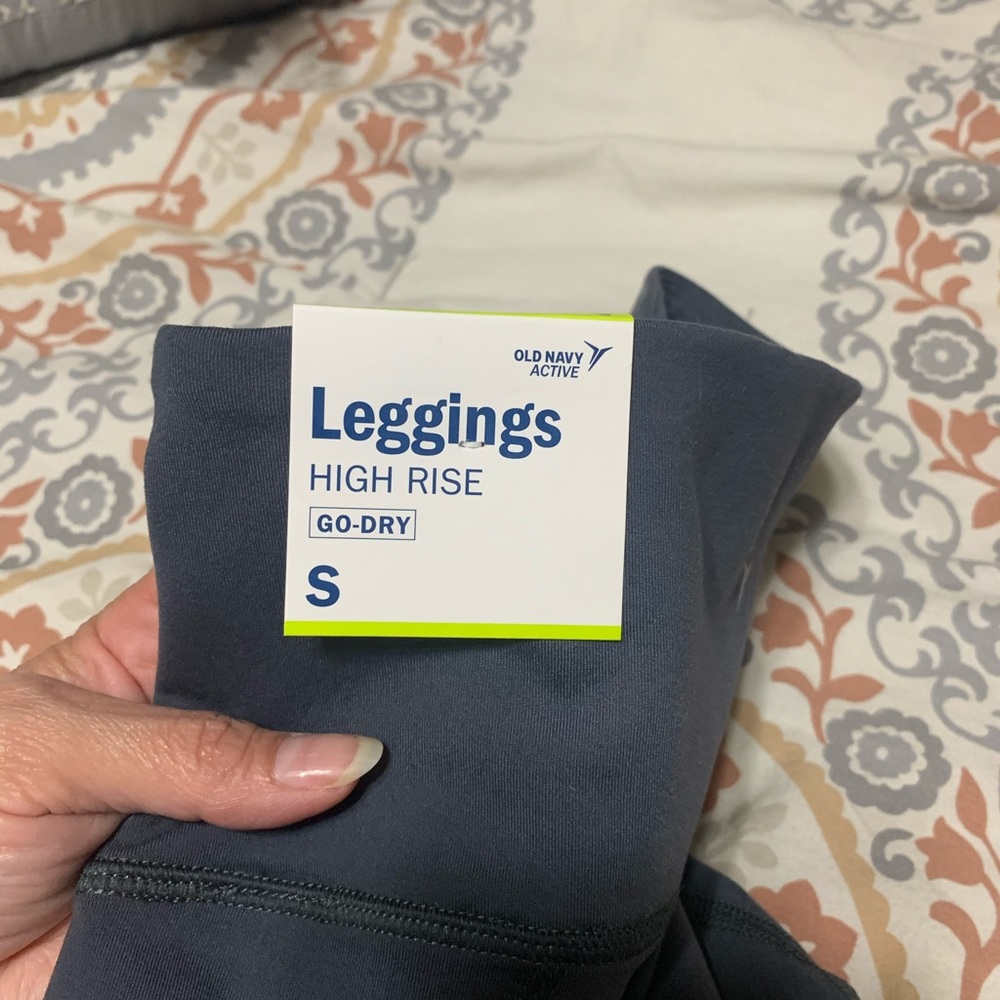 OLD NAVY
ACTIVE
Leggings
HIGH RISE
GO-DRY
S